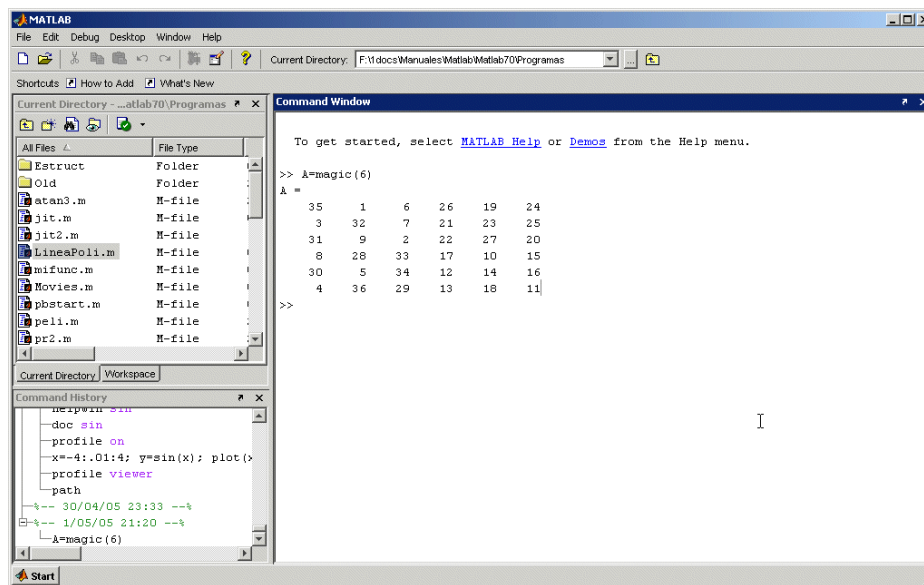 MATLAB
File Edit Debug Desktop Window Help
Current Directory: F:\1docs\Manuales\Matlab\Matlab70\Programas
Shortcuts How to Add What's New
Current Directory - ...atlab70\Programas
All Files File Type
Estruct Folder
Old Folder
atan3.m M-file
jit.m M-file
jit2.m M-file
LineaPoli.m M-file
mifunc.m M-file
Movies.m M-file
pbstart.m M-file
peli.m M-file
pr2.m M-file
Current Directory Workspace
Command History
helpwin sin
doc sin
profile on
x=-4:.01:4; y=sin(x); plot(
profile viewer
path
%-- 30/04/05 23:33 --%
%-- 1/05/05 21:20 --%
A=magic(6)
Command Window
To get started, select MATLAB Help or Demos from the Help menu.
>> A=magic(6)
A =
35 1 6 26 19 24
3 32 7 21 23 25
31 9 2 22 27 20
8 28 33 17 10 15
30 5 34 12 14 16
4 36 29 13 18 11
>>
Start